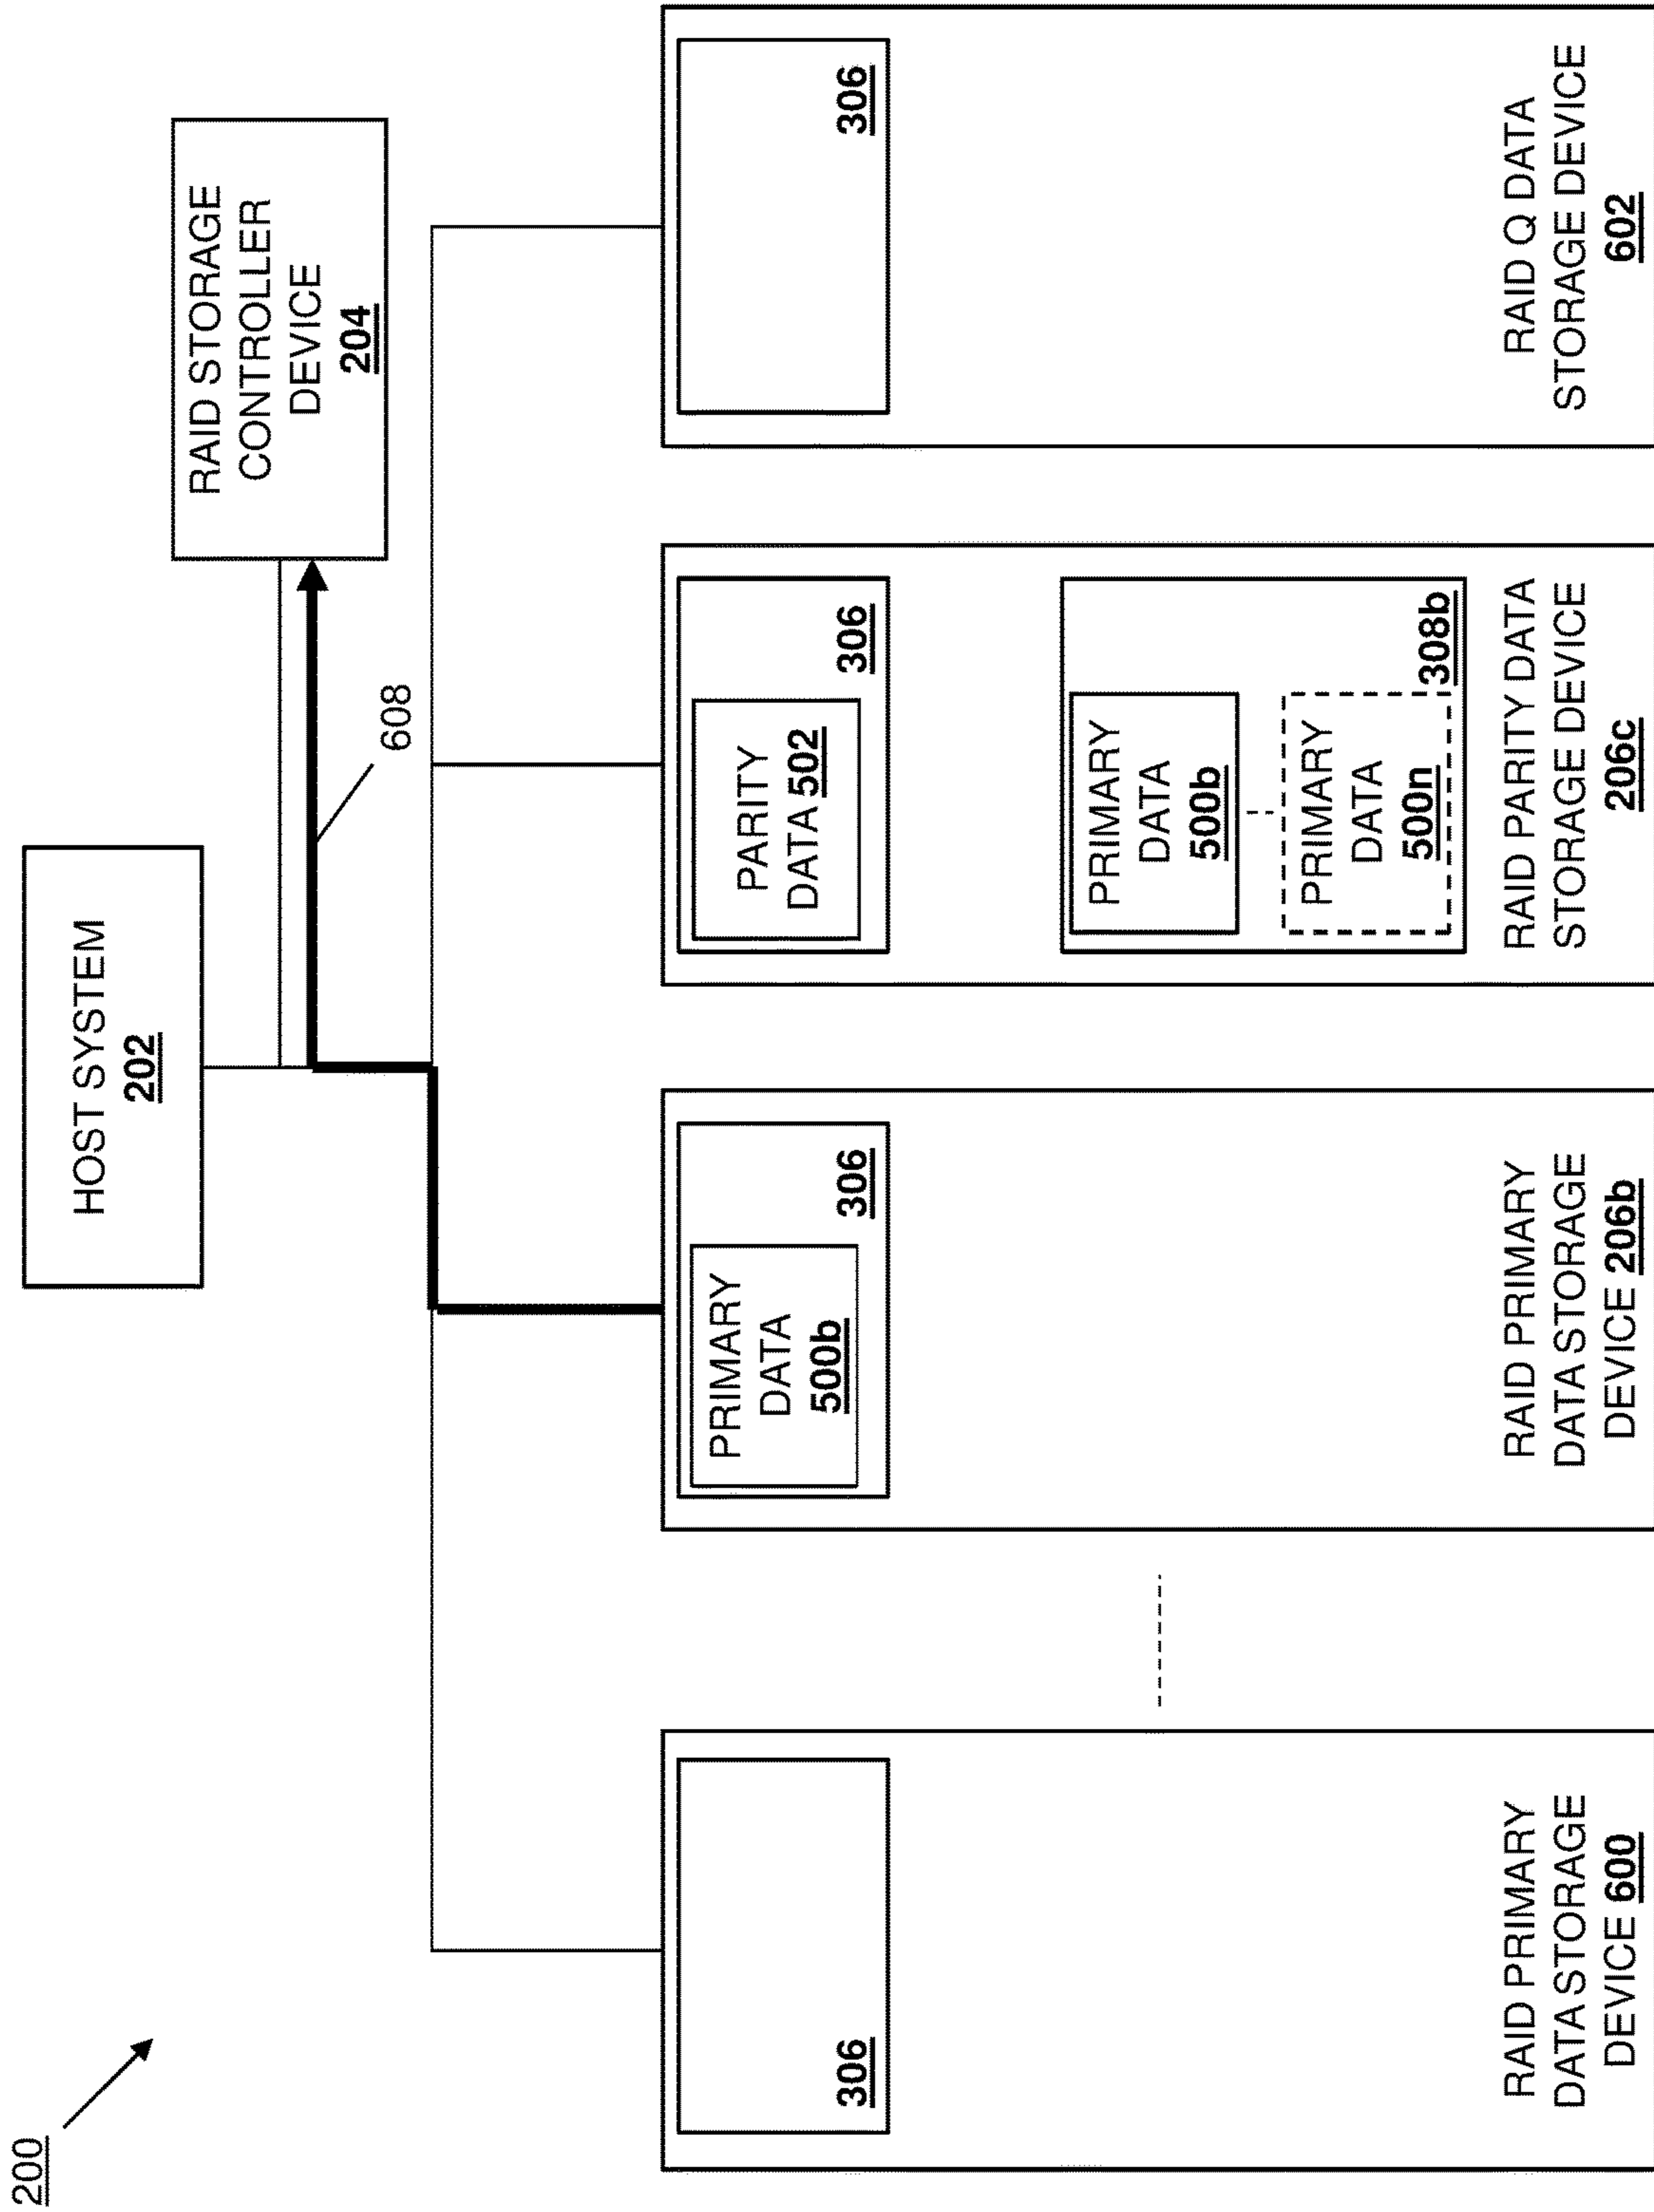 200
HOST SYSTEM
202
RAID STORAGE
CONTROLLER
DEVICE
204
608
306
RAID PRIMARY
DATA STORAGE
DEVICE 600
PRIMARY
DATA
500b
306
RAID PRIMARY
DATA STORAGE
DEVICE 206b
PARITY
DATA 502
306
PRIMARY
DATA
500b
PRIMARY
DATA
500n
308b
RAID PARITY DATA
STORAGE DEVICE
206c
306
RAID Q DATA
STORAGE DEVICE
602